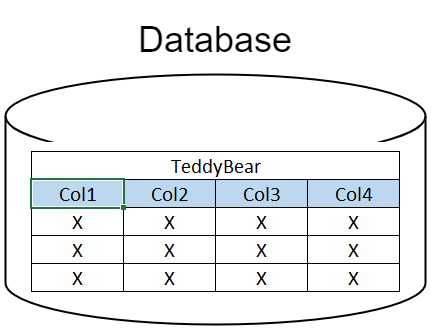 Database
TeddyBear
Col1 Col2 Col3 Col4
X X X X
X X X X
X X X X